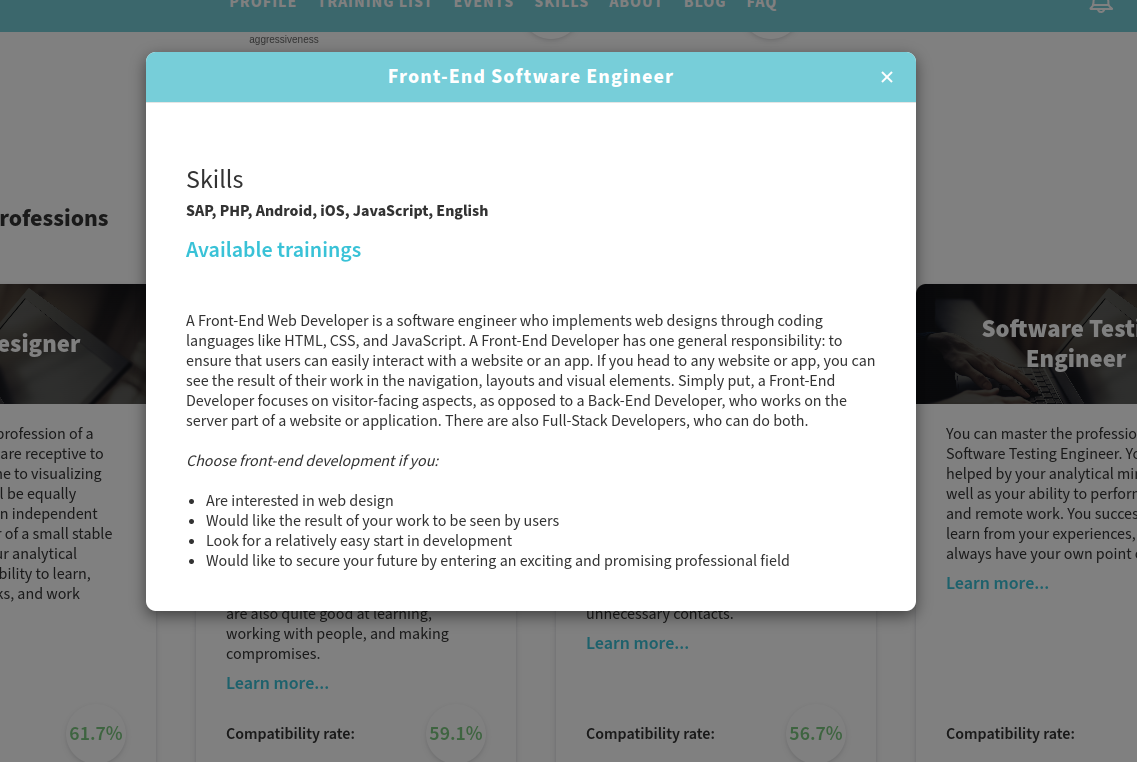 PROFILE TRAINING LIST EVENTS SKILLS ABOUT BLOG FAQ
aggressiveness
Front-End Software Engineer
Skills
SAP, PHP, Android, iOS, JavaScript, English
Available trainings
A Front-End Web Developer is a software engineer who implements web designs through coding
languages like HTML, CSS, and JavaScript. A Front-End Developer has one general responsibility: to
ensure that users can easily interact with a website or an app. If you head to any website or app, you can
see the result of their work in the navigation, layouts and visual elements. Simply put, a Front-End
Developer focuses on visitor-facing aspects, as opposed to a Back-End Developer, who works on the
server part of a website or application. There are also Full-Stack Developers, who can do both.
Choose front-end development if you:
• Are interested in web design
• Would like the result of your work to be seen by users
• Look for a relatively easy start in development
• Would like to secure your future by entering an exciting and promising professional field
rofessions
esigner
profession of a
are receptive to
ne to visualizing
l be equally
n independent
r of a small stable
ur analytical
bility to learn,
ks, and work
61.7%
are also quite good at learning,
working with people, and making
compromises.
Learn more...
Compatibility rate:
59.1%
unnecessary contacts.
Learn more...
Compatibility rate:
56.7%
Software Testi
Engineer
You can master the professio
Software Testing Engineer. Yo
helped by your analytical mi
well as your ability to perfor
and remote work. You succes
learn from your experiences,
always have your own point
Learn more...
Compatibility rate: